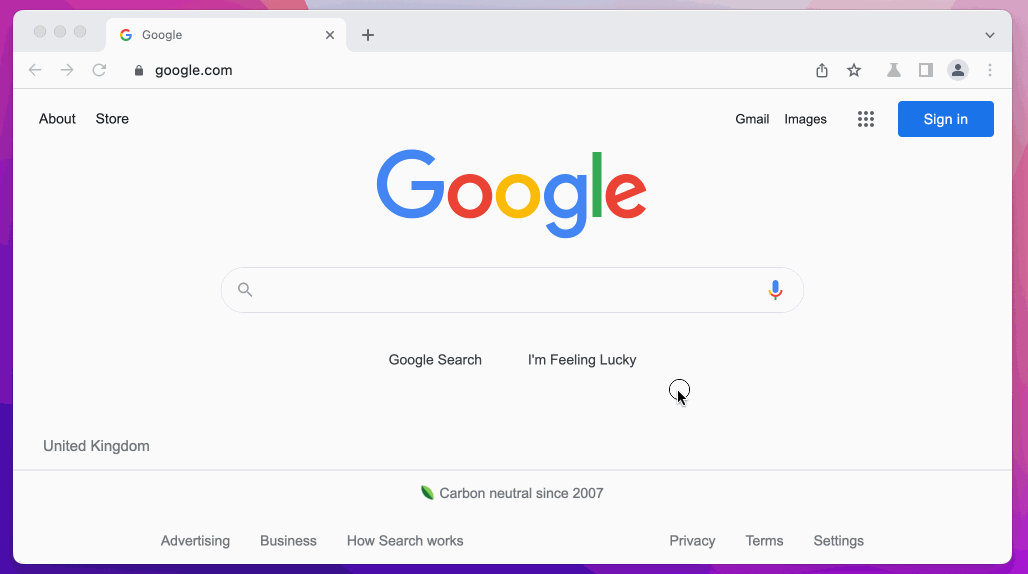 Google
google.com
About Store Gmail Images Sign in
Google
Google Search I'm Feeling Lucky
United Kingdom
Carbon neutral since 2007
Advertising Business How Search works Privacy Terms Settings